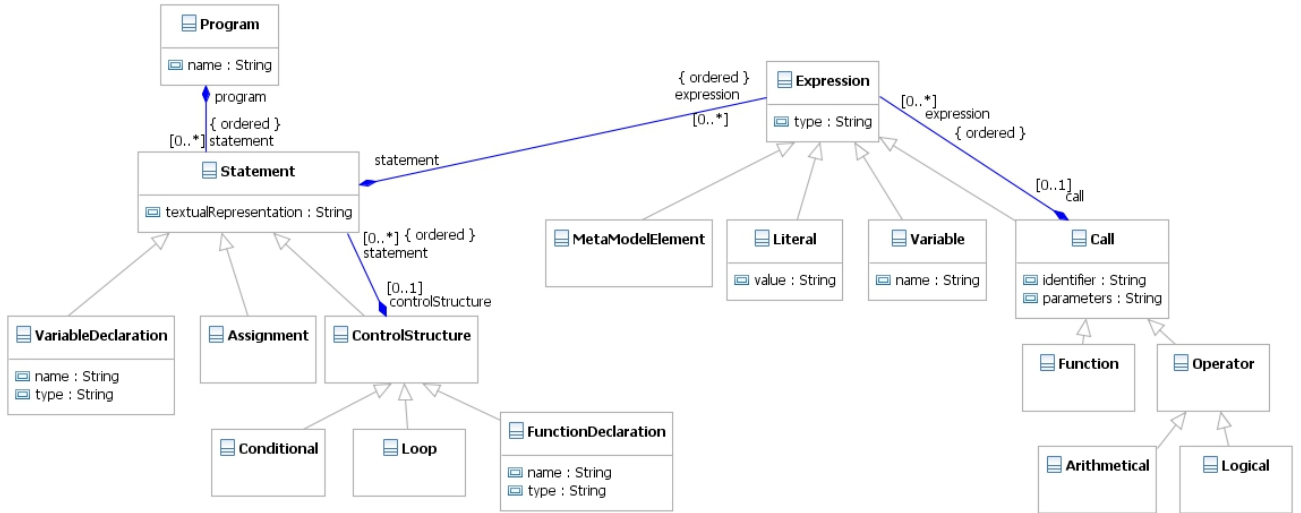 Program
name : String
program
{ ordered }
[0..*] statement
Statement
textualRepresentation : String
{ ordered }
expression
[0..*]
statement
Expression
type : String
[0..*]
expression
{ ordered }
[0..1]
call
[0..*] { ordered }
statement
[0..1]
controlStructure
MetaModelElement
Literal
value : String
Variable
name : String
Call
identifier : String
parameters : String
VariableDeclaration
name : String
type : String
Assignment
ControlStructure
Function
Operator
Conditional
Loop
FunctionDeclaration
name : String
type : String
Arithmetical
Logical